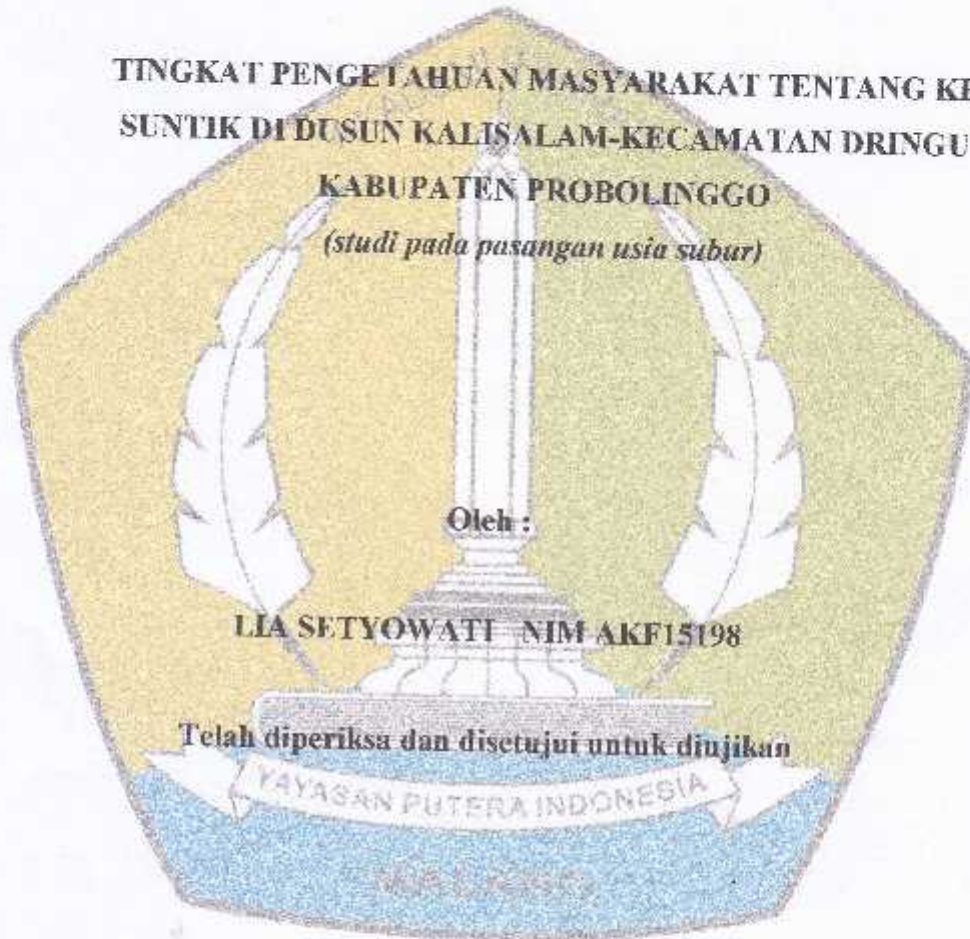 TINGKAT PENGETAHUAN MASYARAKAT TENTANG
SUNTIK DI DUSUN KALISALAM-KECAMATAN DRINGU
KABUPATEN PROBOLINGGO
(studi pada pasangan usia subur)
Oleh :
LIA SETYOWATI NIM AKF15198
Telah diperiksa dan disetujui untuk diujikan
YAYASAN PUTERA INDONESIA
MALANG